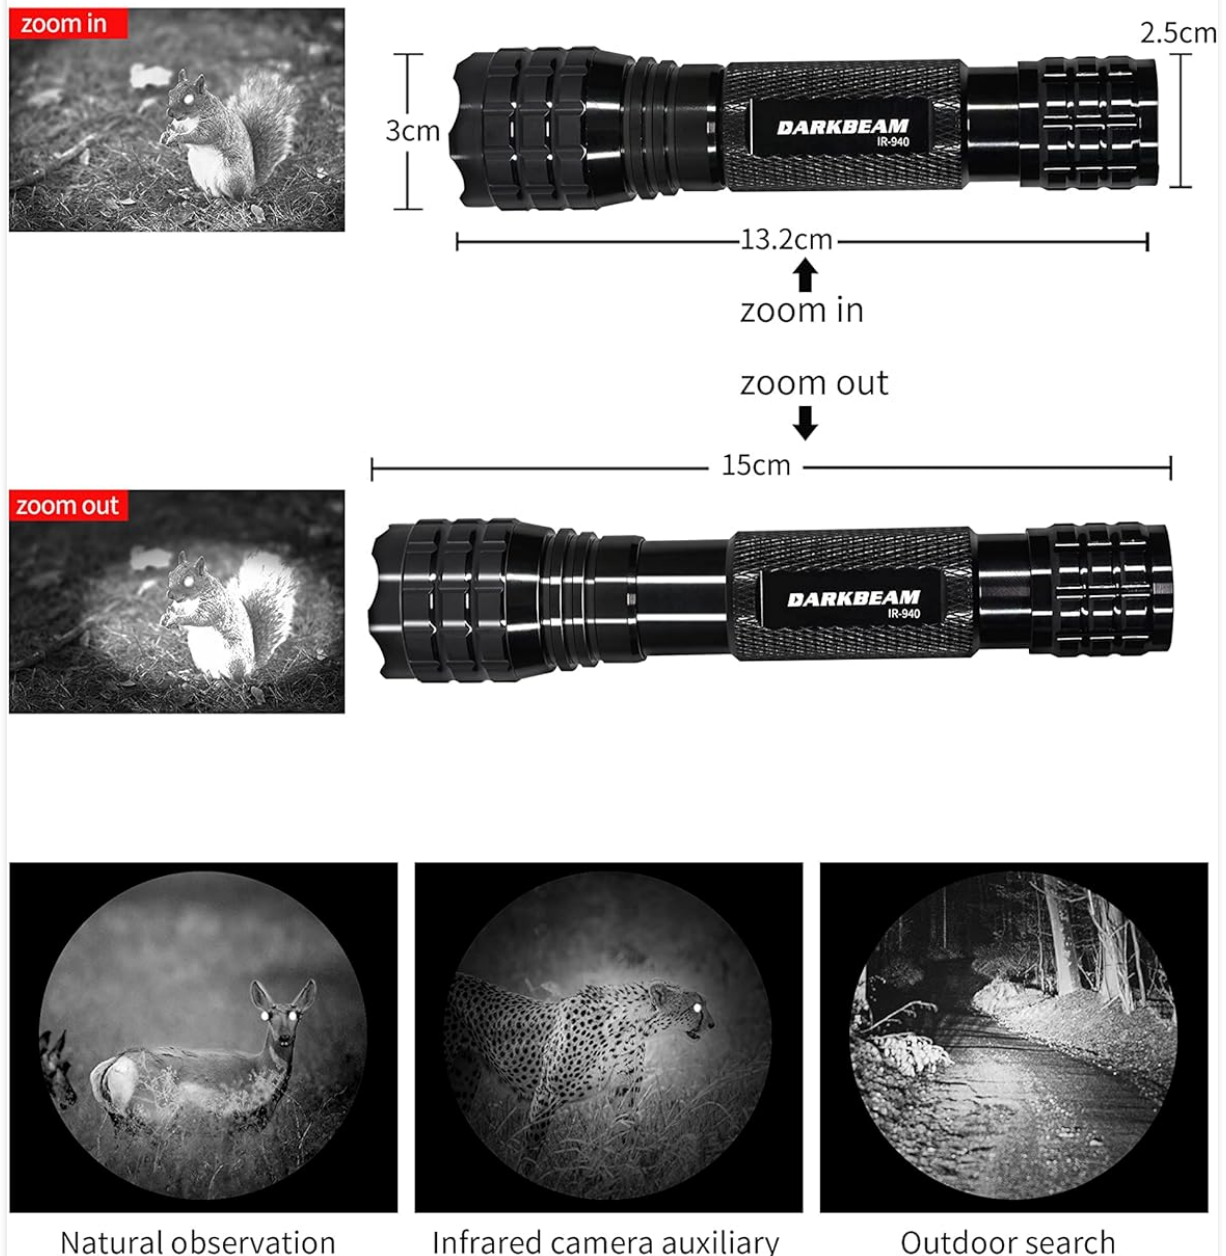 zoom in
2.5cm
3cm
DARKBEAM
IR-940
13.2cm
zoom in
zoom out
15cm
zoom out
DARKBEAM
IR-940
Natural observation
Infrared camera auxiliary
Outdoor search